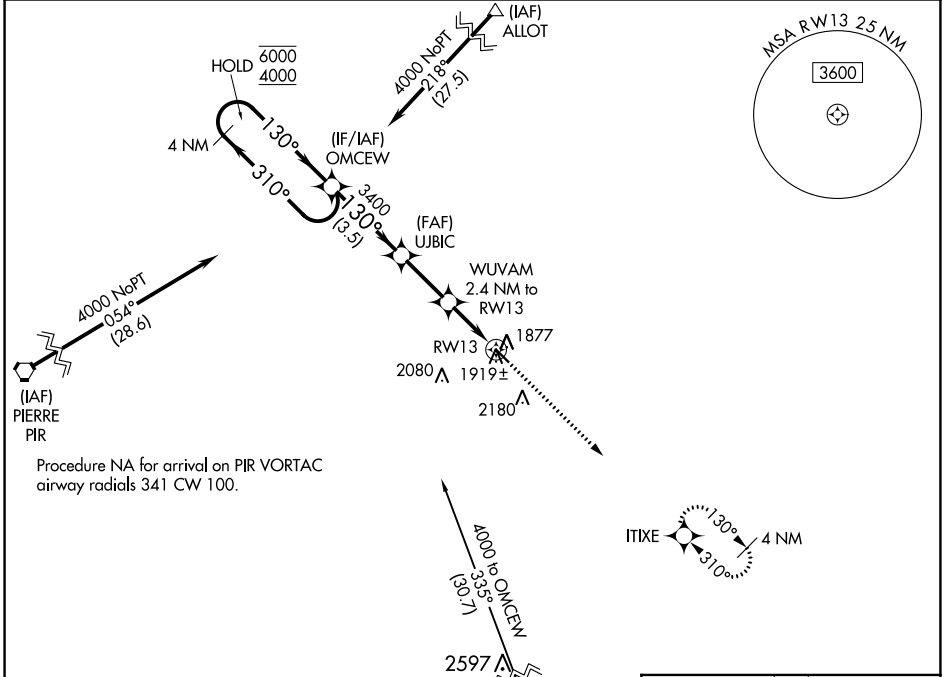 (IAF)
ALLOT
4000 NoPT
218°
(27.5)
MSA RW13 25 NM
3600
HOLD 6000
4000
4 NM
130°
310°
(IF/IAF)
OMCEW
3400
130°
(3.5)
(FAF)
UJBIC
WUVAM
2.4 NM to
RW13
RW13
1877
1919±
2080
2180
4000 NoPT
054°
(28.6)
(IAF)
PIERRE
PIR
Procedure NA for arrival on PIR VORTAC
airway radials 341 CW 100.
ITIXE
130°
310°
4 NM
4000 to OMCEW
335°
(30.7)
2597